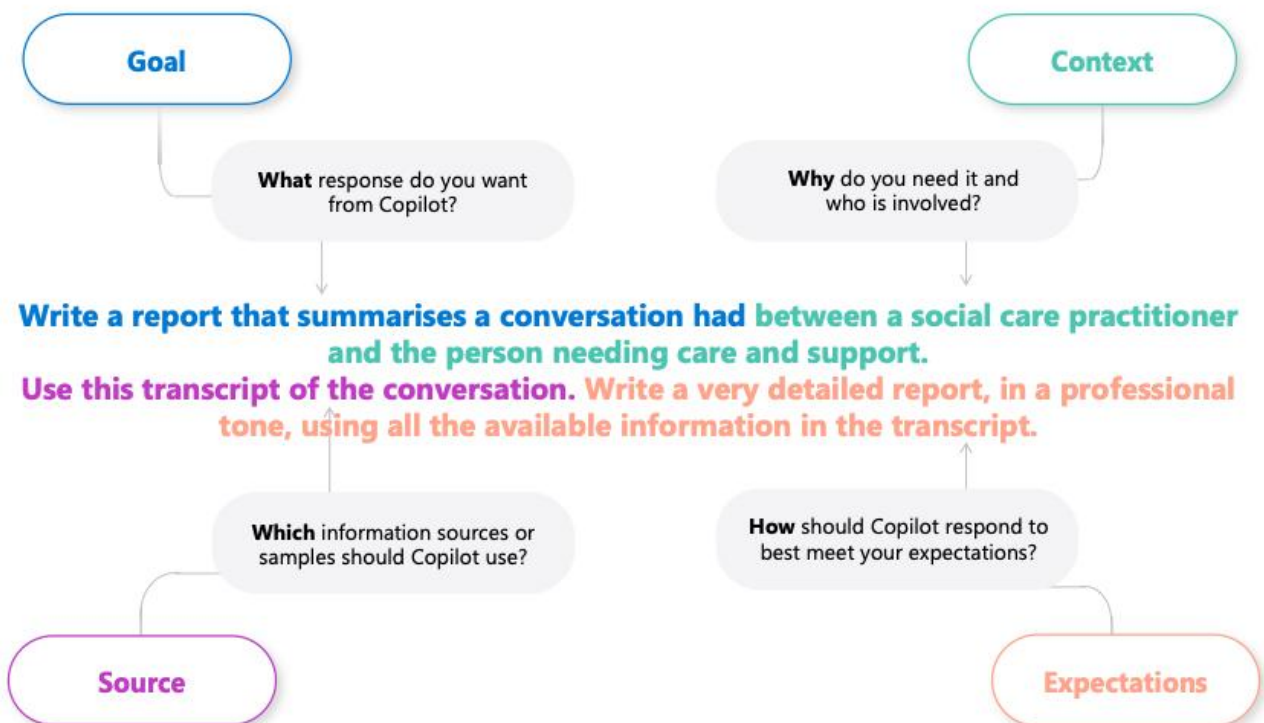 Goal
Context
What response do you want
from Copilot?
Why do you need it and
who is involved?
Write a report that summarises a conversation had between a social care practitioner
and the person needing care and support.
Use this transcript of the conversation. Write a very detailed report, in a professional
tone, using all the available information in the transcript.
Which information sources or
samples should Copilot use?
How should Copilot respond to
best meet your expectations?
Source
Expectations